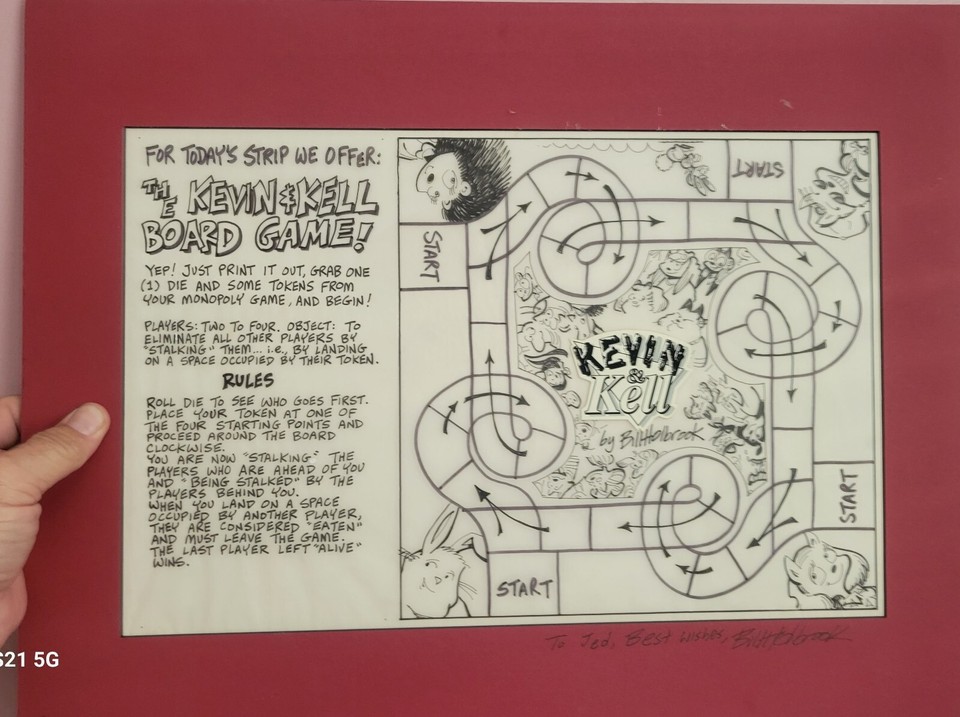 FOR TODAY'S STRIP WE OFFER:
THE KEVIN & KELL
BOARD GAME!
YEP! JUST PRINT IT OUT, GRAB ONE
(1) DIE AND SOME TOKENS FROM
YOUR MONOPOLY GAME, AND BEGIN!
PLAYERS: TWO TO FOUR. OBJECT: TO
ELIMINATE ALL OTHER PLAYERS BY
"STALKING" THEM... i.e., BY LANDING
ON A SPACE OCCUPIED BY THEIR TOKEN.
RULES
ROLL DIE TO SEE WHO GOES FIRST.
PLACE YOUR TOKEN AT ONE OF
THE FOUR STARTING POINTS AND
PROCEED AROUND THE BOARD
CLOCKWISE.
YOU ARE NOW "STALKING" THE
PLAYERS WHO ARE AHEAD OF YOU
AND "BEING STALKED" BY THE
PLAYERS BEHIND YOU.
WHEN YOU LAND ON A SPACE
OCCUPIED BY ANOTHER PLAYER,
THEY ARE CONSIDERED "EATEN"
AND MUST LEAVE THE GAME.
THE LAST PLAYER LEFT "ALIVE"
WINS.
START
START
KEVIN
&
Kell
by Bill Holbrook
START
START
To Jed, Best wishes, Bill Holbrook
S21 5G